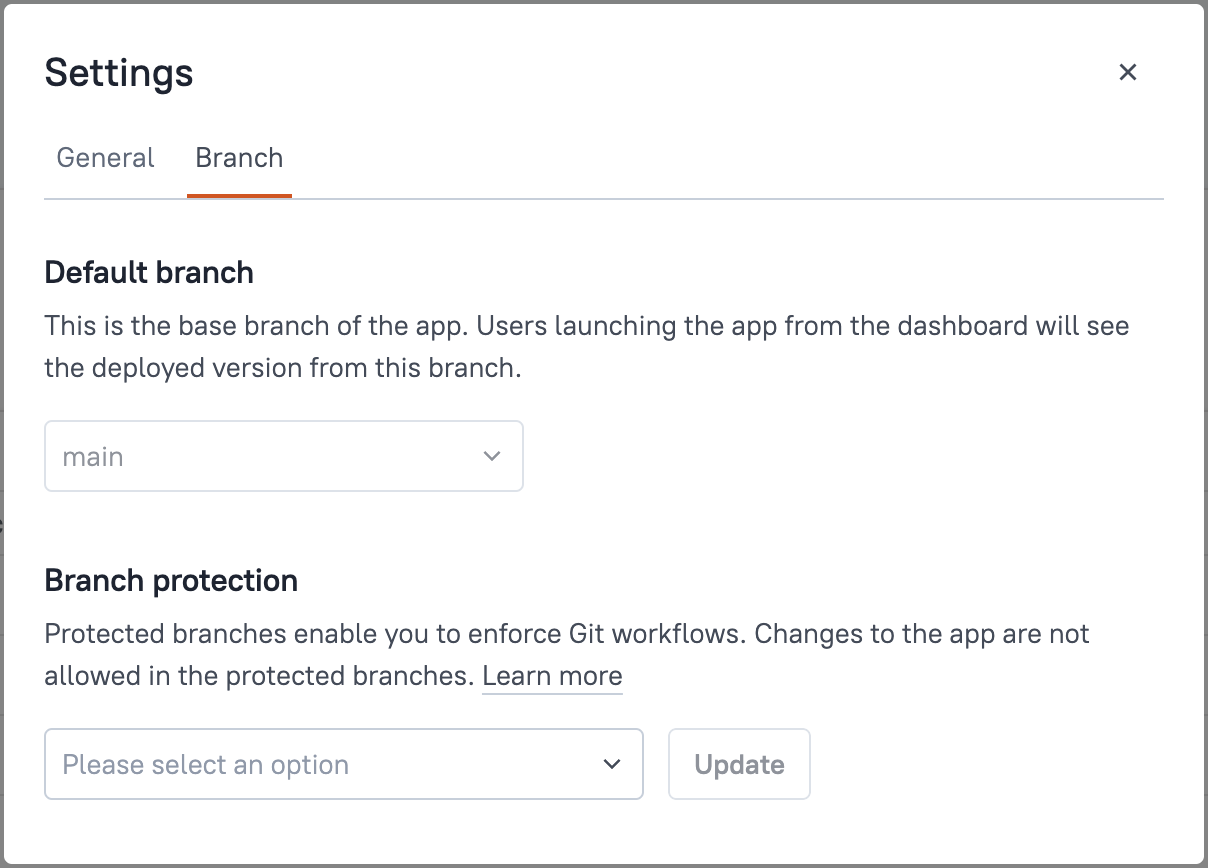 Settings
General Branch
Default branch
This is the base branch of the app. Users launching the app from the dashboard will see
the deployed version from this branch.
main
Branch protection
Protected branches enable you to enforce Git workflows. Changes to the app are not
allowed in the protected branches. Learn more
Please select an option Update